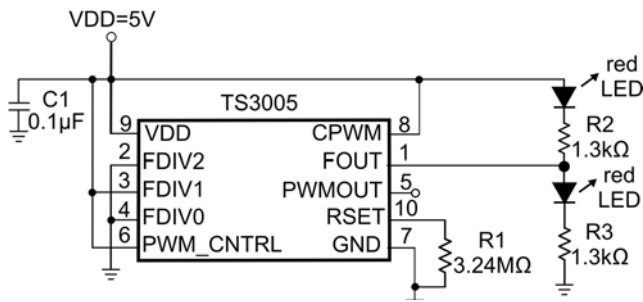 VDD=5V
C1
0.1µF
TS3005
9 VDD
2 FDIV2
3 FDIV1
4 FDIV0
6 PWM_CNTRL
CPWM 8
FOUT 1
PWMOUT 5
RSET 10
GND 7
R1
3.24MΩ
red
LED
R2
1.3kΩ
red
LED
R3
1.3kΩ